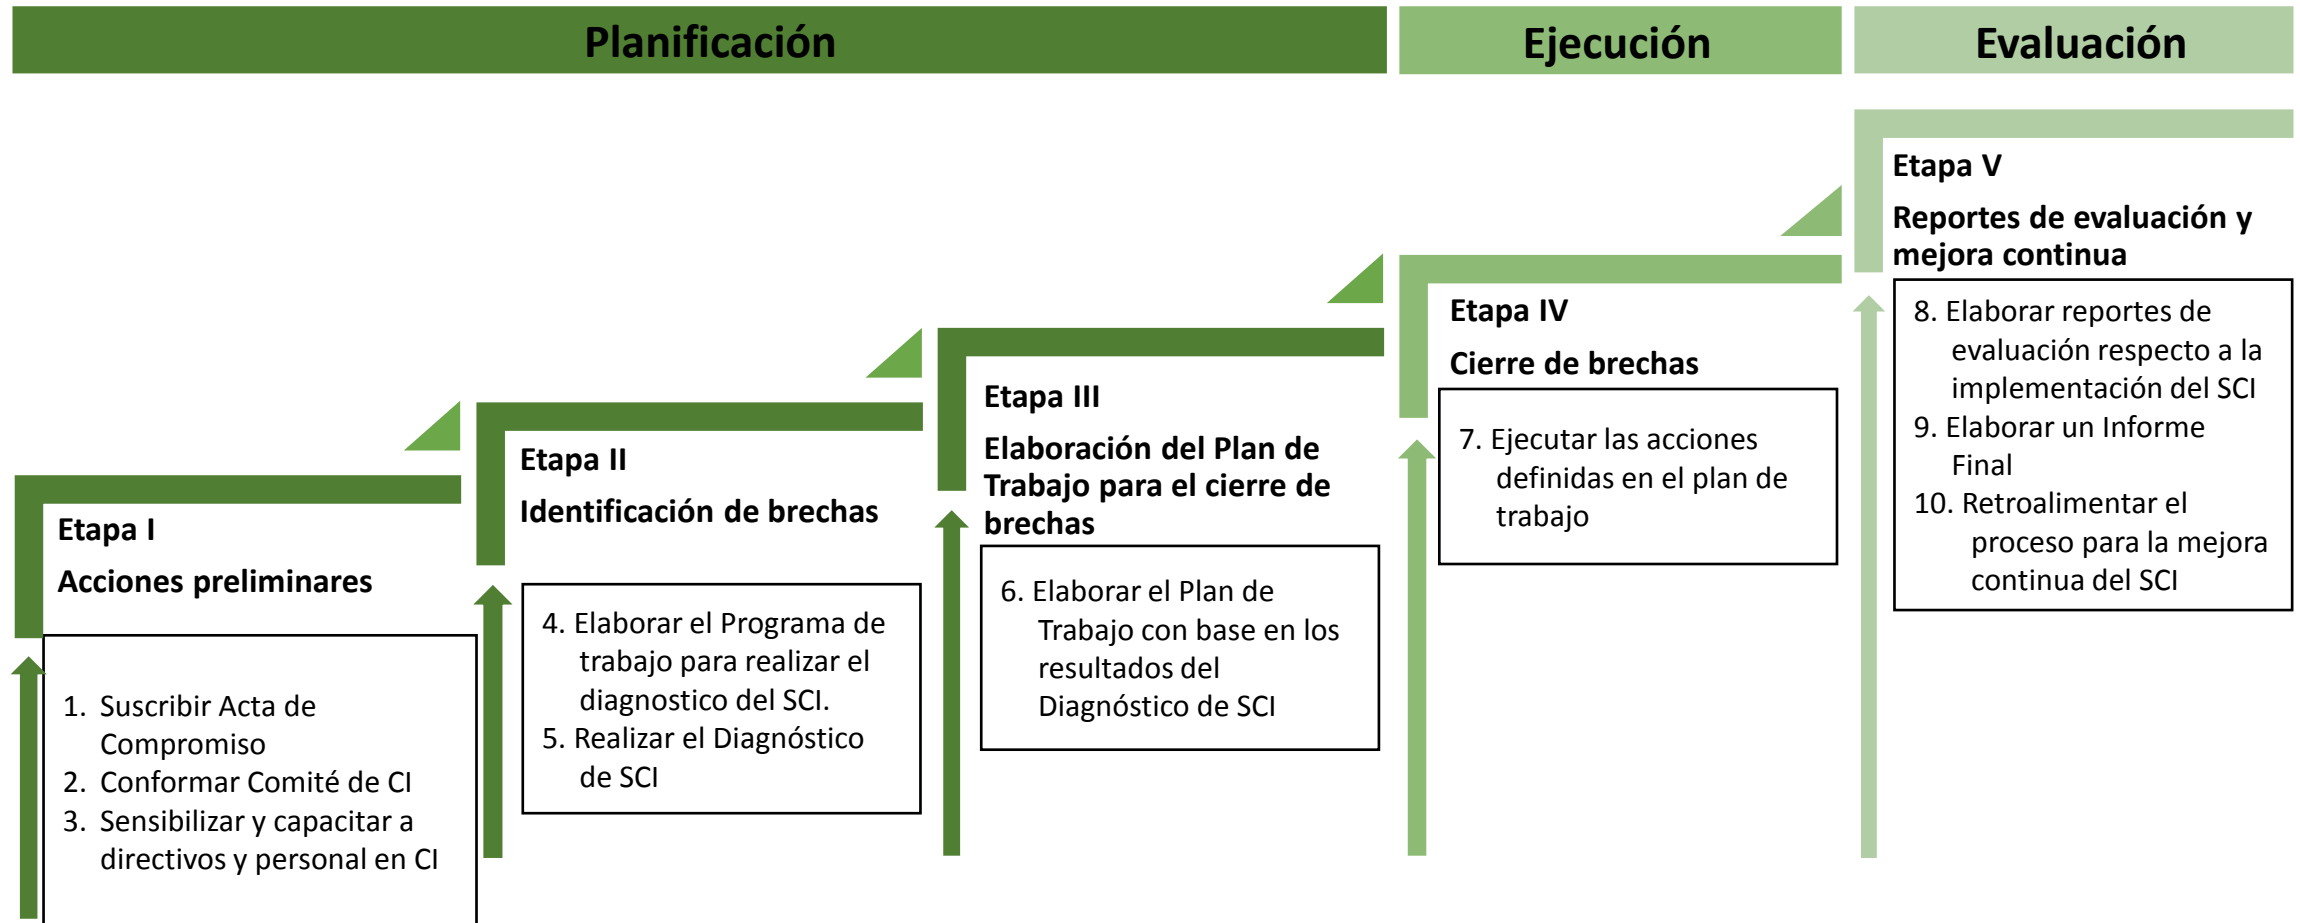 Planificación
Ejecución
Evaluación
Etapa I
Acciones preliminares
1. Suscribir Acta de
Compromiso
2. Conformar Comité de CI
3. Sensibilizar y capacitar a
directivos y personal en CI
Etapa II
Identificación de brechas
4. Elaborar el Programa de
trabajo para realizar el
diagnostico del SCI.
5. Realizar el Diagnóstico
de SCI
Etapa III
Elaboración del Plan de
Trabajo para el cierre de
brechas
6. Elaborar el Plan de
Trabajo con base en los
resultados del
Diagnóstico de SCI
Etapa IV
Cierre de brechas
7. Ejecutar las acciones
definidas en el plan de
trabajo
Etapa V
Reportes de evaluación y
mejora continua
8. Elaborar reportes de
evaluación respecto a la
implementación del SCI
9. Elaborar un Informe
Final
10. Retroalimentar el
proceso para la mejora
continua del SCI